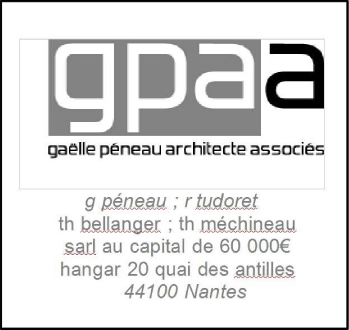 gpaa
gaëlle péneau architecte associés
g péneau ; r tudoret
th bellanger ; th méchineau
sarl au capital de 60 000€
hangar 20 quai des antilles
44100 Nantes